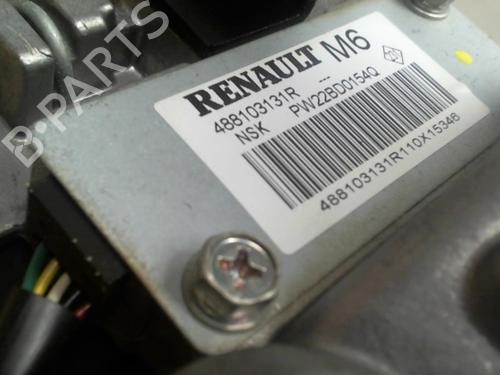 RENAULT M6
488103131R ---
NSK PW22BD0154Q
488103131R110X15346
B-PARTS